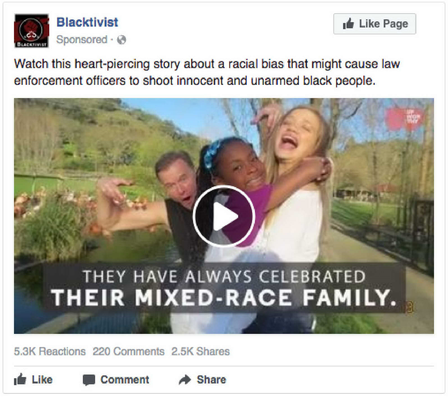 Blacktivist
Like Page
Sponsored ·
BLACKTIVIST
Watch this heart-piercing story about a racial bias that might cause law
enforcement officers to shoot innocent and unarmed black people.
THEY HAVE ALWAYS CELEBRATED
THEIR MIXED-RACE FAMILY.
5.3K Reactions 220 Comments 2.5K Shares
Like Comment Share